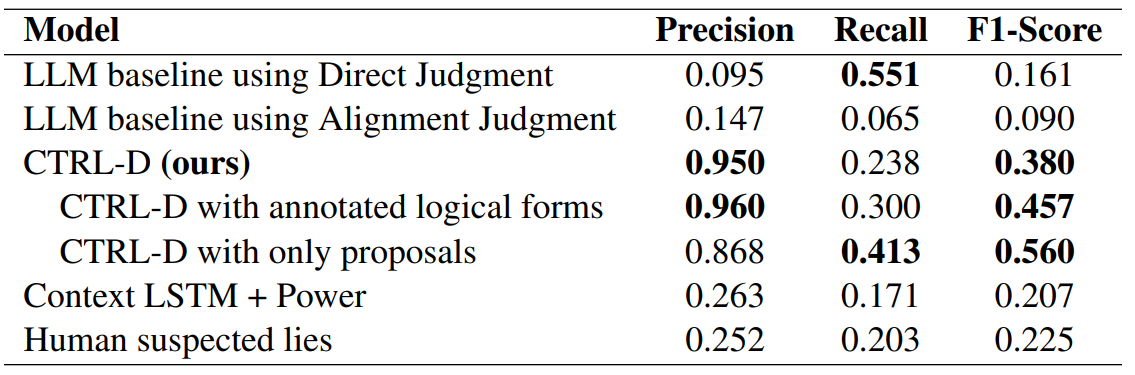 Model Precision Recall F1-Score
LLM baseline using Direct Judgment 0.095 0.551 0.161
LLM baseline using Alignment Judgment 0.147 0.065 0.090
CTRL-D (ours) 0.950 0.238 0.380
CTRL-D with annotated logical forms 0.960 0.300 0.457
CTRL-D with only proposals 0.868 0.413 0.560
Context LSTM + Power 0.263 0.171 0.207
Human suspected lies 0.252 0.203 0.225